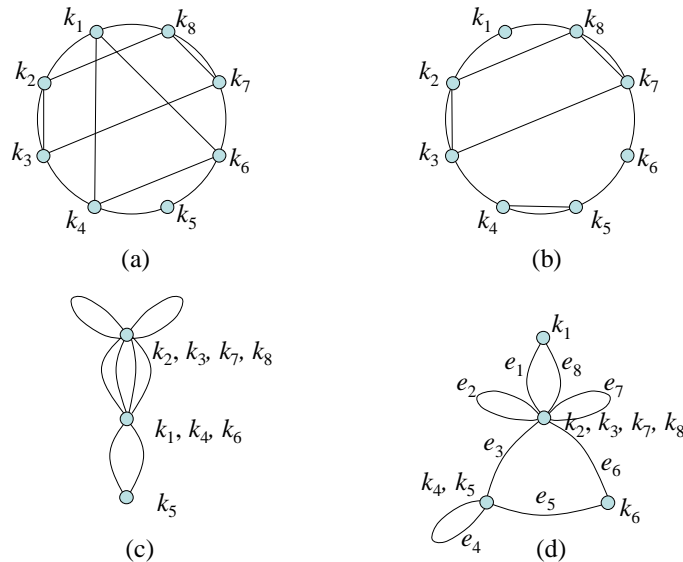 k1 k8
k2 k7
k3 k6
k4 k5
(a)
k1 k8
k2 k7
k3 k6
k4 k5
(b)
k2, k3, k7, k8
k1, k4, k6
k5
(c)
k1
e1 e8
e2 e7
k2, k3, k7, k8
e3 e6
k4, k5
e5 k6
e4
(d)